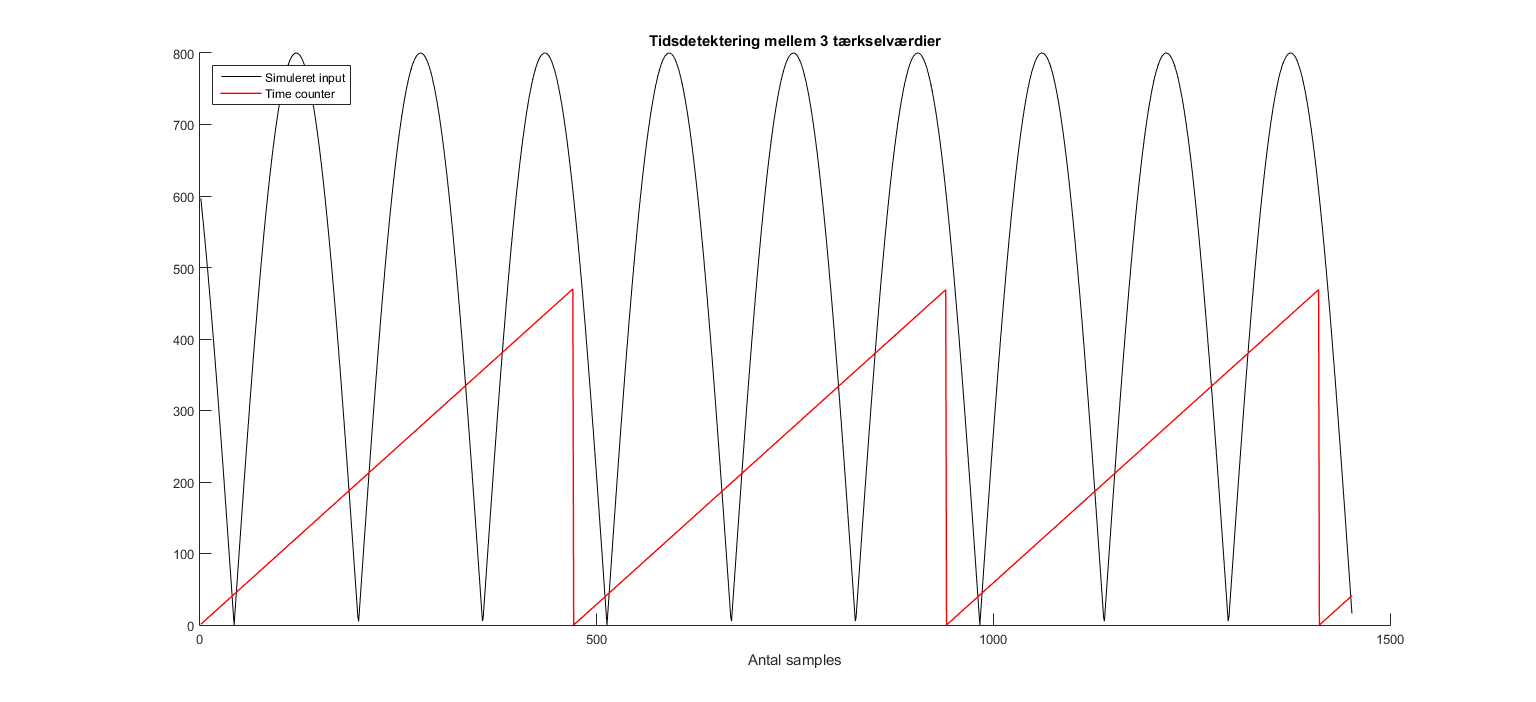 Tidsdetektering mellem 3 tærkselværdier
800
Simuleret input
Time counter
700
600
500
400
300
200
100
0
0 500 1000 1500
Antal samples